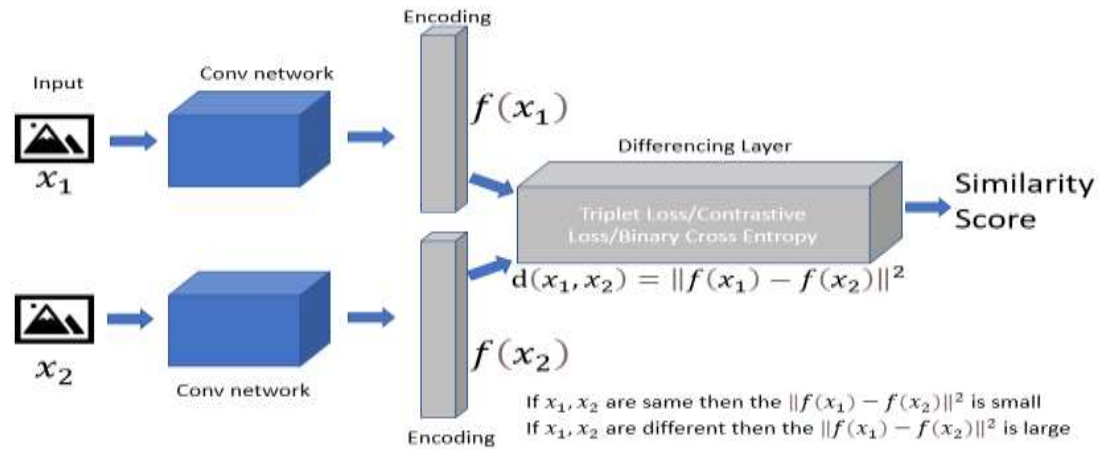 Encoding
Conv network
Input
f(x₁)
x₁
Differencing Layer
Triplet Loss/Contrastive
Loss/Binary Cross Entropy
Similarity
Score
d(x₁, x₂) = ||f(x₁) − f(x₂)||²
x₂
Conv network
f(x₂)
Encoding
If x₁, x₂ are same then the ||f(x₁) − f(x₂)||² is small
If x₁, x₂ are different then the ||f(x₁) − f(x₂)||² is large